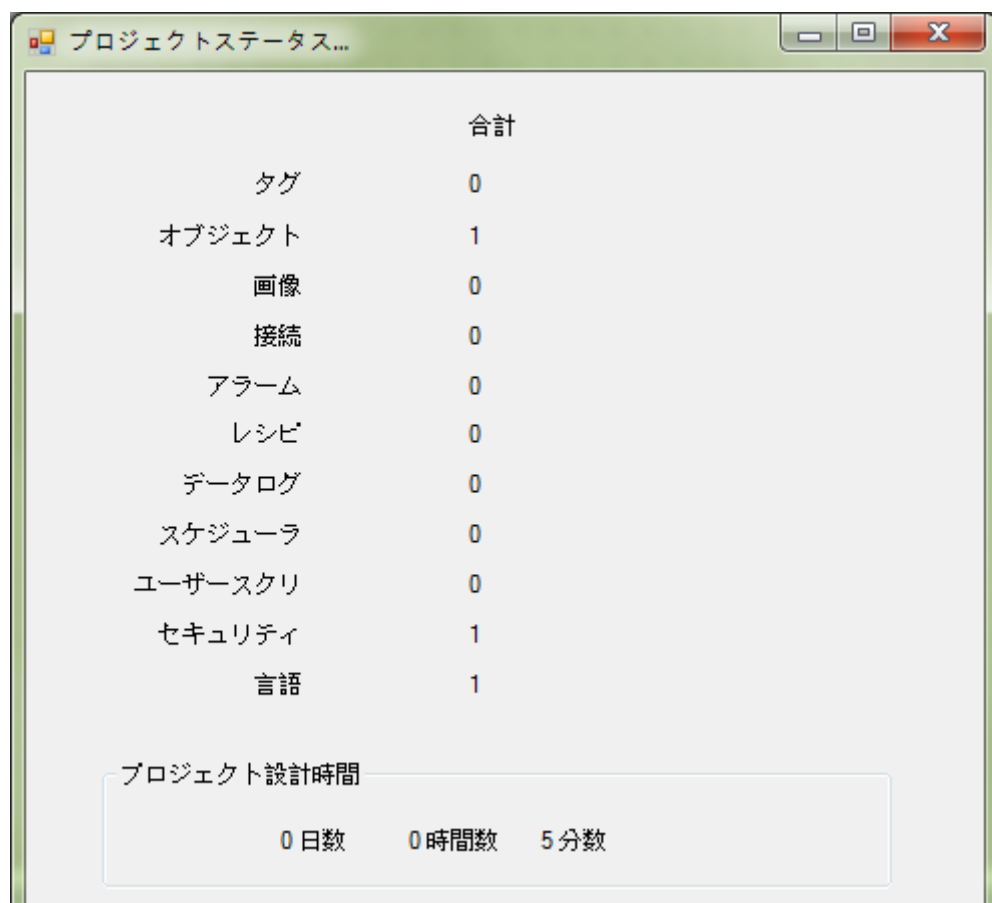 プロジェクトステータス...
合計
タグ 0
オブジェクト 1
画像 0
接続 0
アラーム 0
レシピ 0
データログ 0
スケジューラ 0
ユーザースクリ 0
セキュリティ 1
言語 1
プロジェクト設計時間
0 日数 0 時間数 5 分数